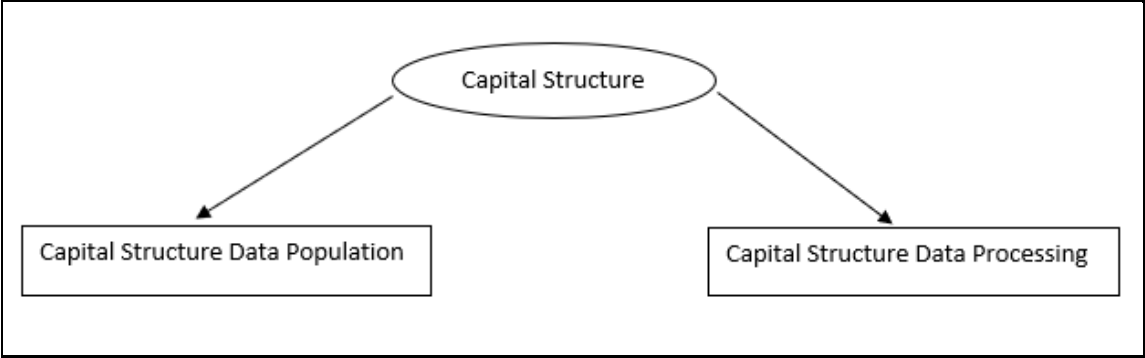 Capital Structure
Capital Structure Data Population
Capital Structure Data Processing